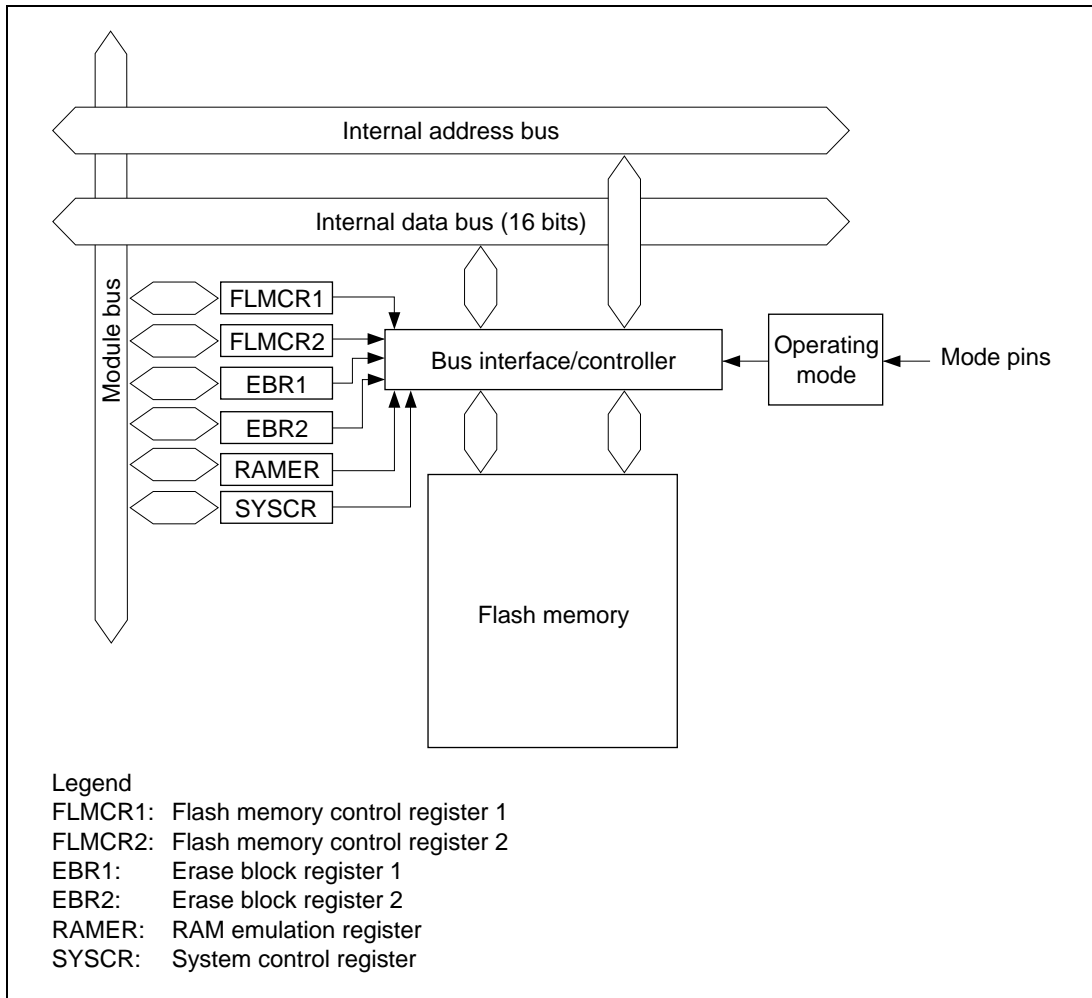 Internal address bus
Internal data bus (16 bits)
Module bus
FLMCR1
FLMCR2
EBR1
EBR2
RAMER
SYSCR
Bus interface/controller
Operating
mode
Mode pins
Flash memory
Legend
FLMCR1: Flash memory control register 1
FLMCR2: Flash memory control register 2
EBR1: Erase block register 1
EBR2: Erase block register 2
RAMER: RAM emulation register
SYSCR: System control register